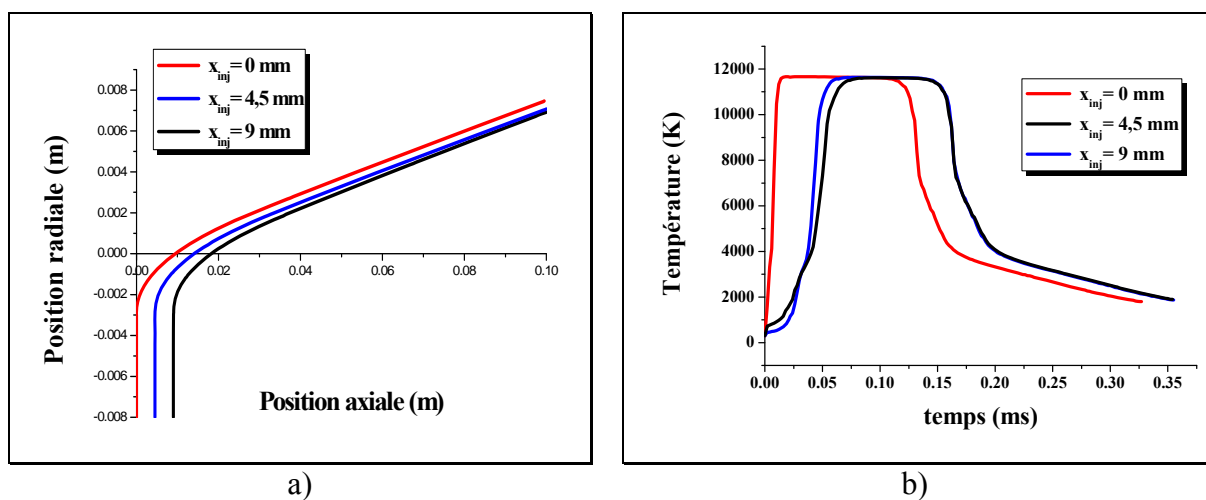 x_inj = 0 mm
x_inj = 4,5 mm
x_inj = 9 mm
0.008
0.006
0.004
0.002
0.000
-0.002
-0.004
-0.006
-0.008
0.00
0.02
0.04
0.06
0.08
0.10
Position radiale (m)
Position axiale (m)
a)
12000
10000
8000
6000
4000
2000
0
Température (K)
x_inj = 0 mm
x_inj = 4,5 mm
x_inj = 9 mm
0.00
0.05
0.10
0.15
0.20
0.25
0.30
0.35
temps (ms)
b)